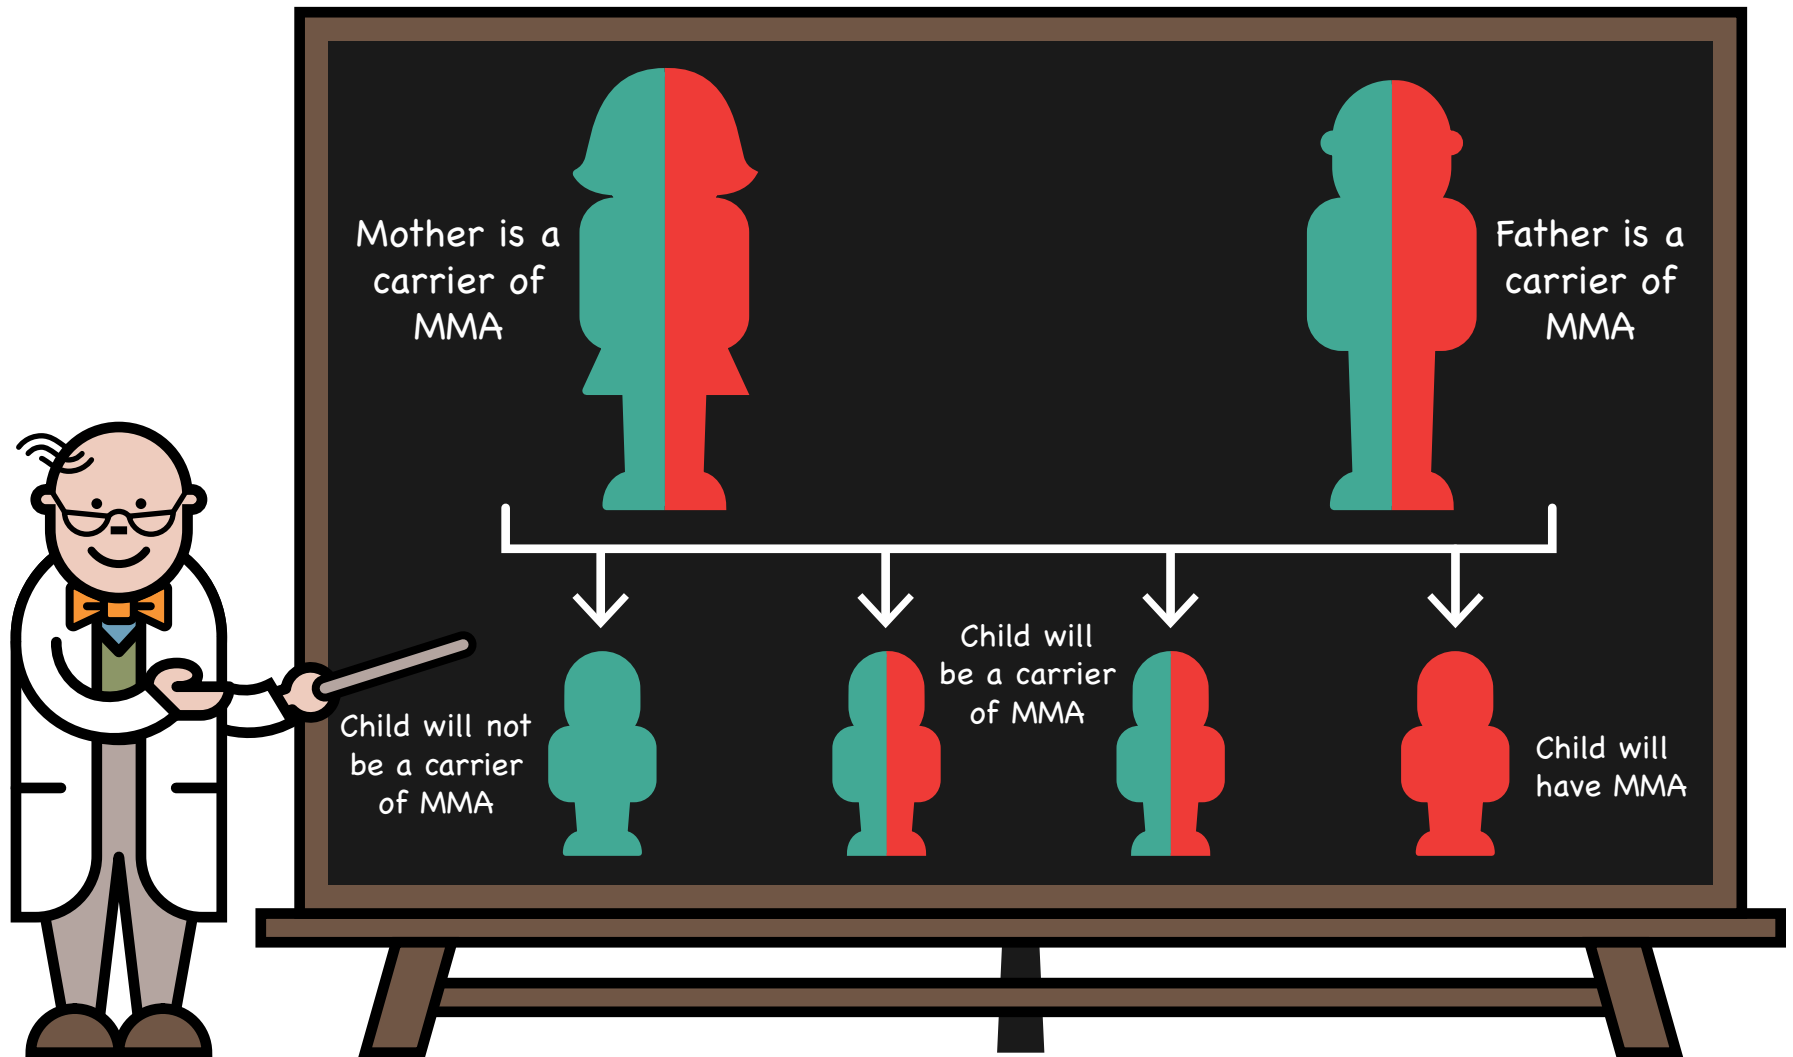 Mother is a
carrier of
MMA
Father is a
carrier of
MMA
Child will not
be a carrier
of MMA
Child will
be a carrier
of MMA
Child will
have MMA